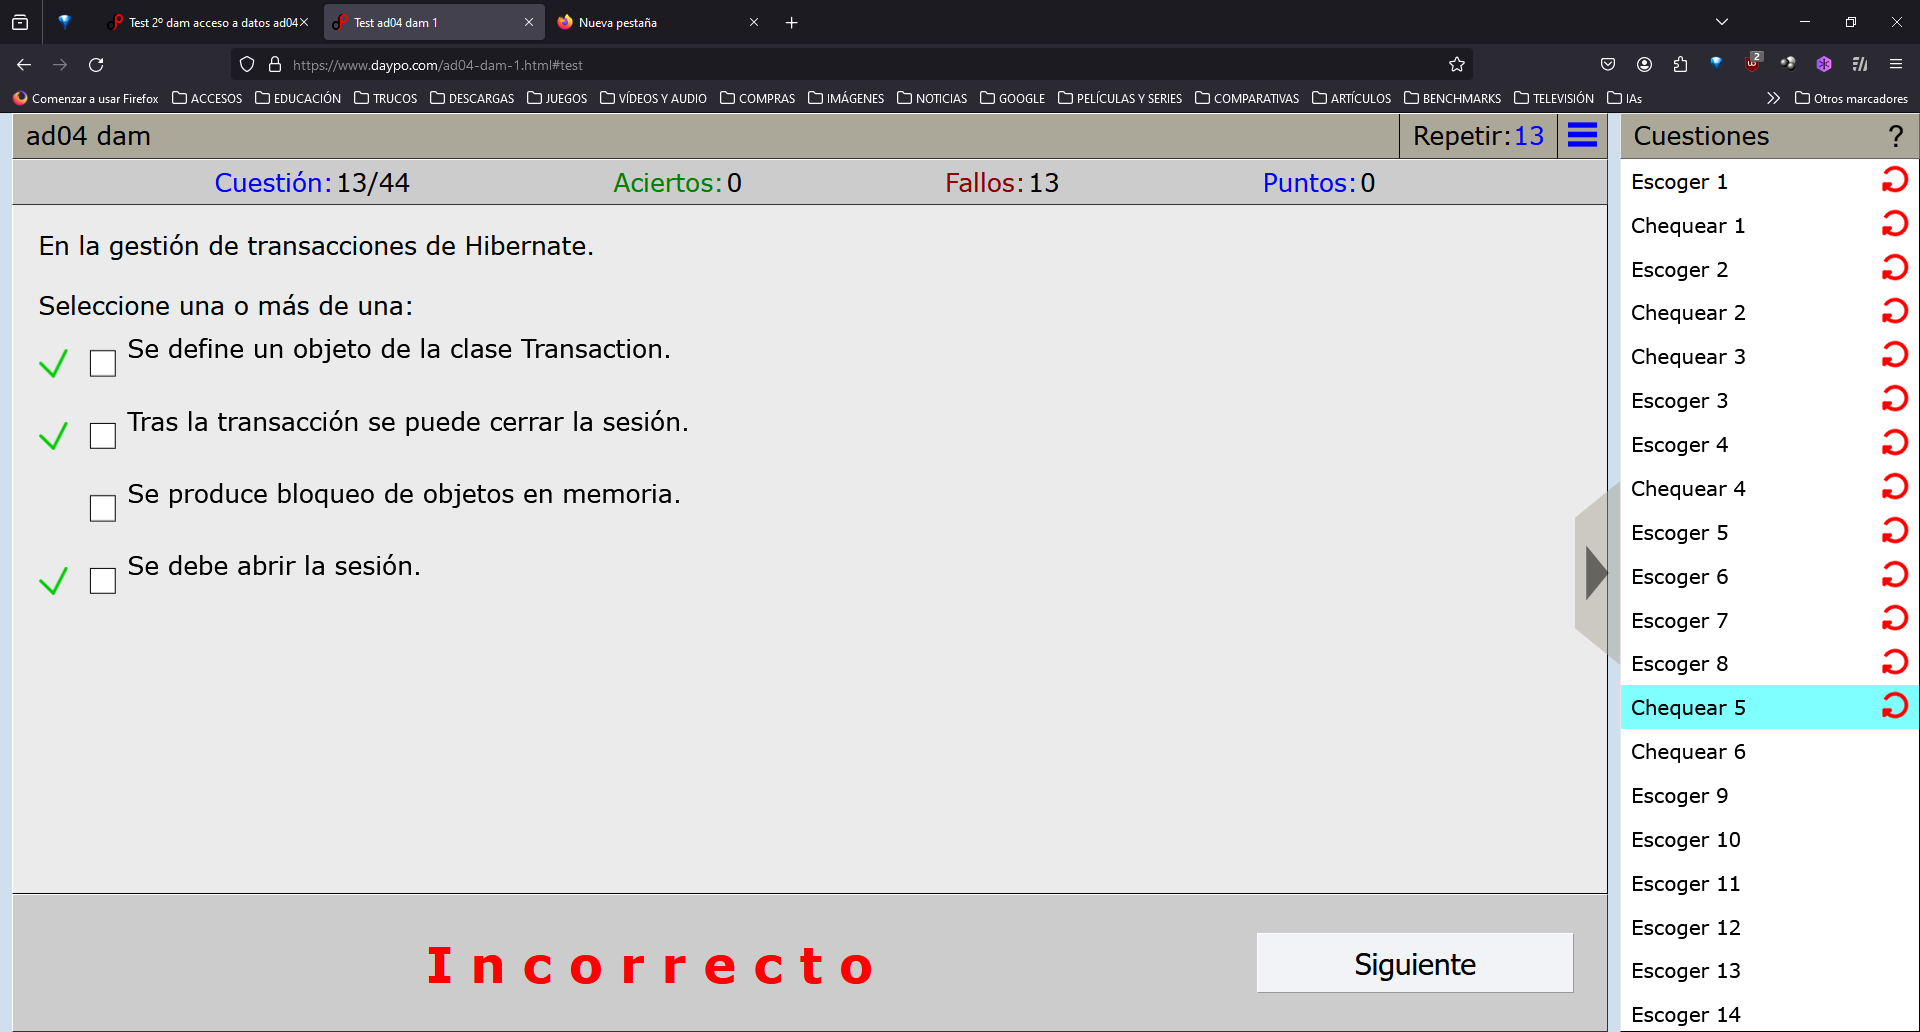 Test 2º dam acceso a datos ad04
Test ad04 dam 1
Nueva pestaña
https://www.daypo.com/ad04-dam-1.html#test
2
Comenzar a usar Firefox
ACCESOS
EDUCACIÓN
TRUCOS
DESCARGAS
JUEGOS
VÍDEOS Y AUDIO
COMPRAS
IMÁGENES
NOTICIAS
GOOGLE
PELÍCULAS Y SERIES
COMPARATIVAS
ARTÍCULOS
BENCHMARKS
TELEVISIÓN
IAs
Otros marcadores
ad04 dam
Repetir:13
Cuestión:13/44
Aciertos:0
Fallos:13
Puntos:0
En la gestión de transacciones de Hibernate.
Seleccione una o más de una:
Se define un objeto de la clase Transaction.
Tras la transacción se puede cerrar la sesión.
Se produce bloqueo de objetos en memoria.
Se debe abrir la sesión.
Incorrecto
Siguiente
Cuestiones
?
Escoger 1
Chequear 1
Escoger 2
Chequear 2
Chequear 3
Escoger 3
Escoger 4
Chequear 4
Escoger 5
Escoger 6
Escoger 7
Escoger 8
Chequear 5
Chequear 6
Escoger 9
Escoger 10
Escoger 11
Escoger 12
Escoger 13
Escoger 14